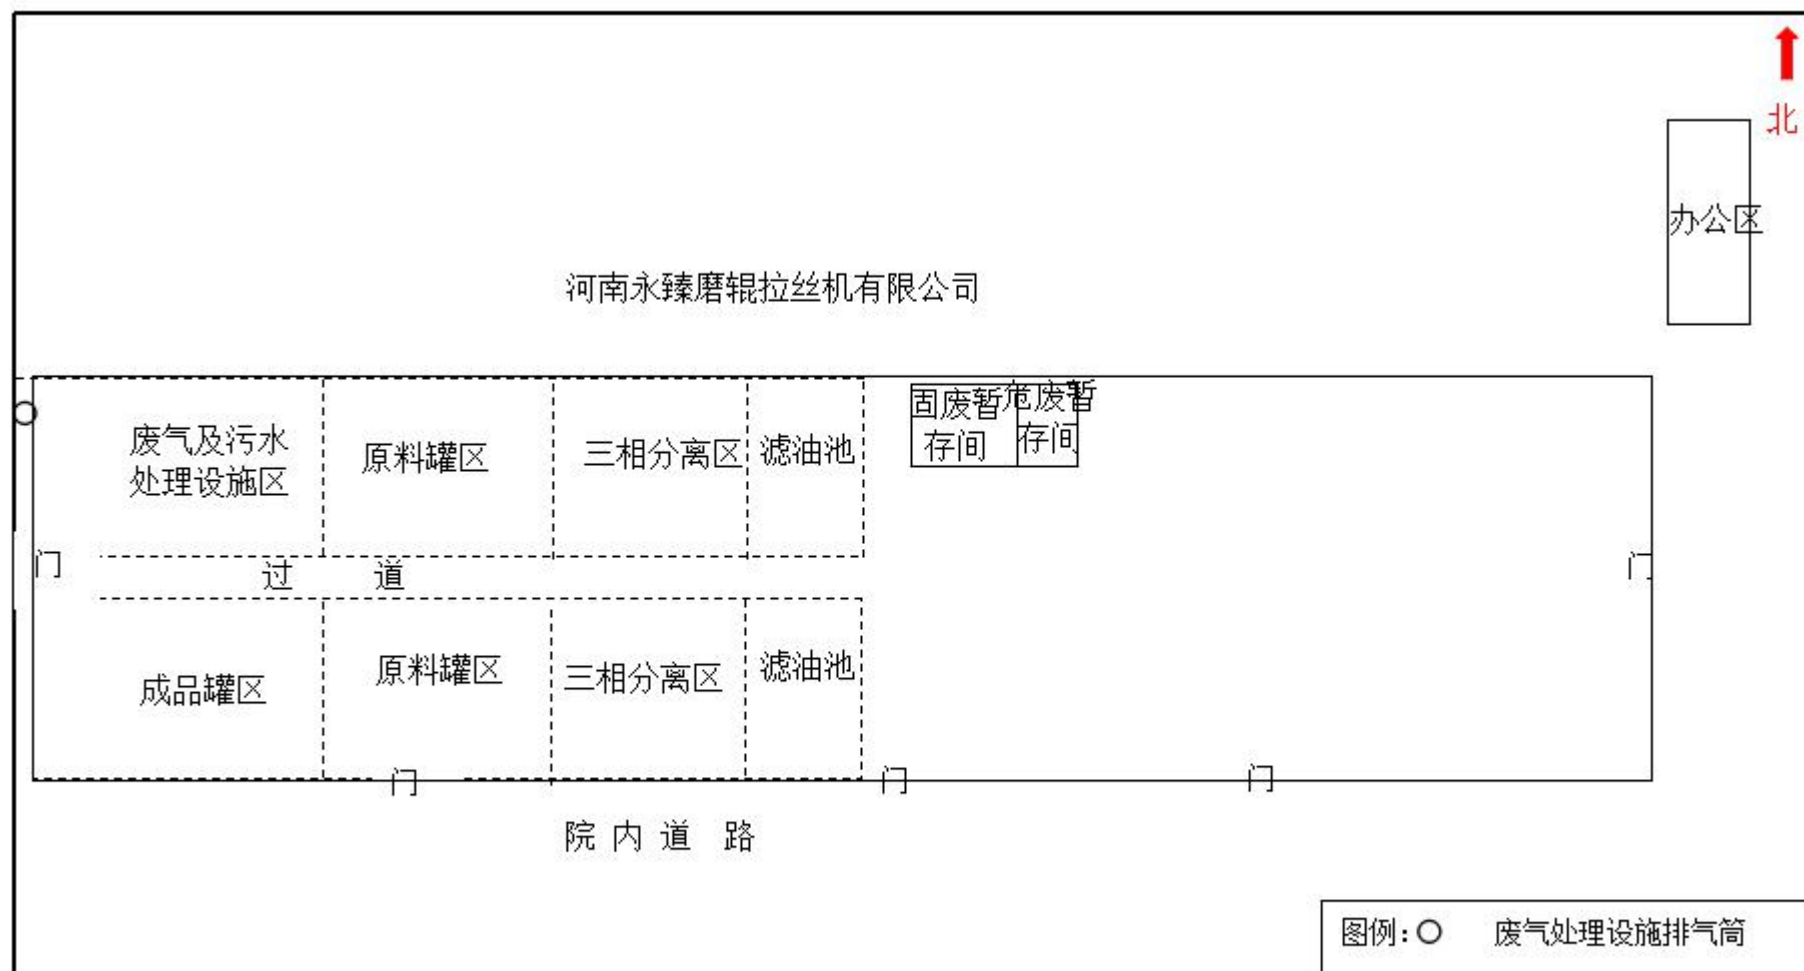 北
办公区
河南永臻磨辊拉丝机有限公司
废气及污水
处理设施区
原料罐区
三相分离区
滤油池
固废暂
存间
危废暂
存间
门
门
过 道
成品罐区
原料罐区
三相分离区
滤油池
门
门
门
院 内 道 路
图例:○ 废气处理设施排气筒